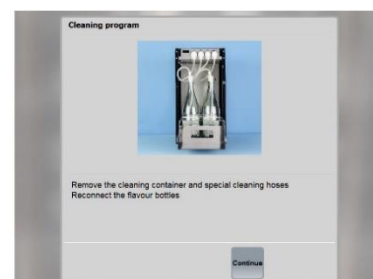 Cleaning program
Remove the cleaning container and special cleaning hoses
Reconnect the flavour bottles
Continue